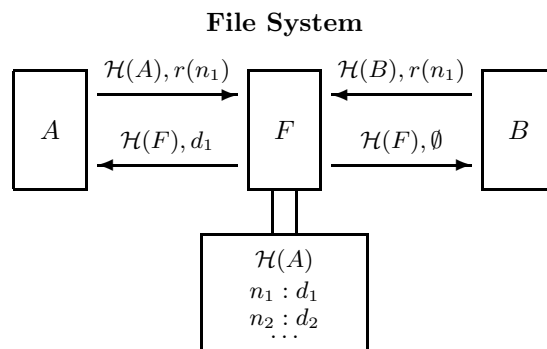 File System
ℋ(A), r(n₁)
ℋ(B), r(n₁)
A
F
B
ℋ(F), d₁
ℋ(F), ∅
ℋ(A)
n₁ : d₁
n₂ : d₂
⋯